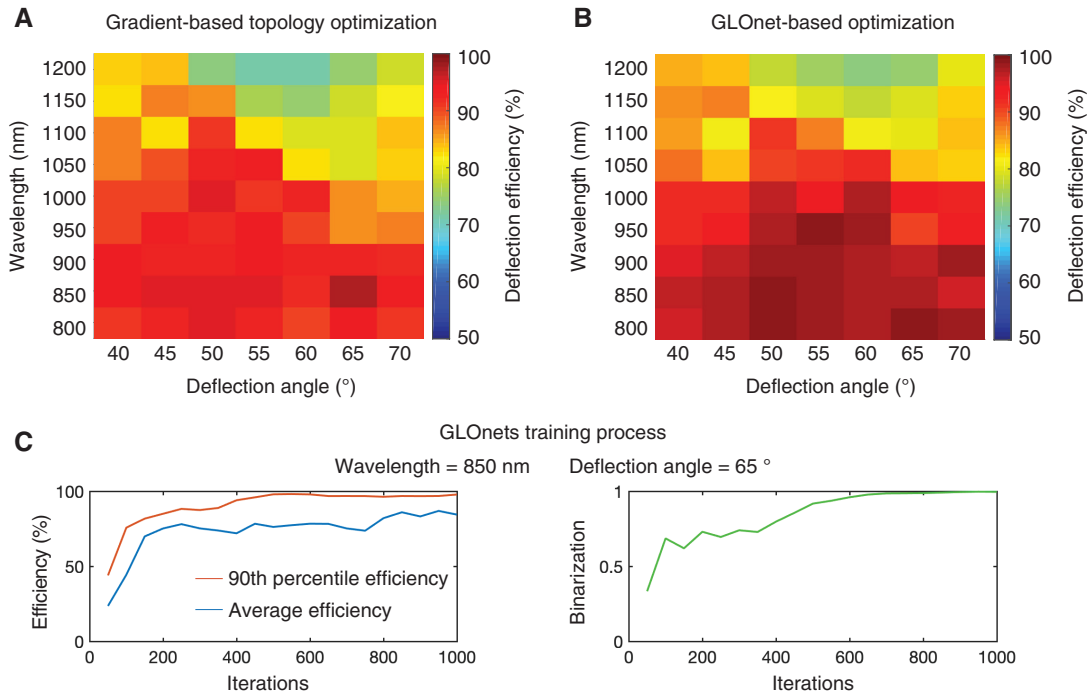 A
Gradient-based topology optimization
Wavelength (nm)
1200
1150
1100
1050
1000
950
900
850
800
40 45 50 55 60 65 70
Deflection angle (°)
100
90
80
70
60
50
Deflection efficiency (%)
B
GLOnet-based optimization
Wavelength (nm)
1200
1150
1100
1050
1000
950
900
850
800
40 45 50 55 60 65 70
Deflection angle (°)
100
90
80
70
60
50
Deflection efficiency (%)
C
GLOnets training process
Wavelength = 850 nm Deflection angle = 65 °
Efficiency (%)
100
50
0
90th percentile efficiency
Average efficiency
0 200 400 600 800 1000
Iterations
Binarization
1
0.5
0
0 200 400 600 800 1000
Iterations